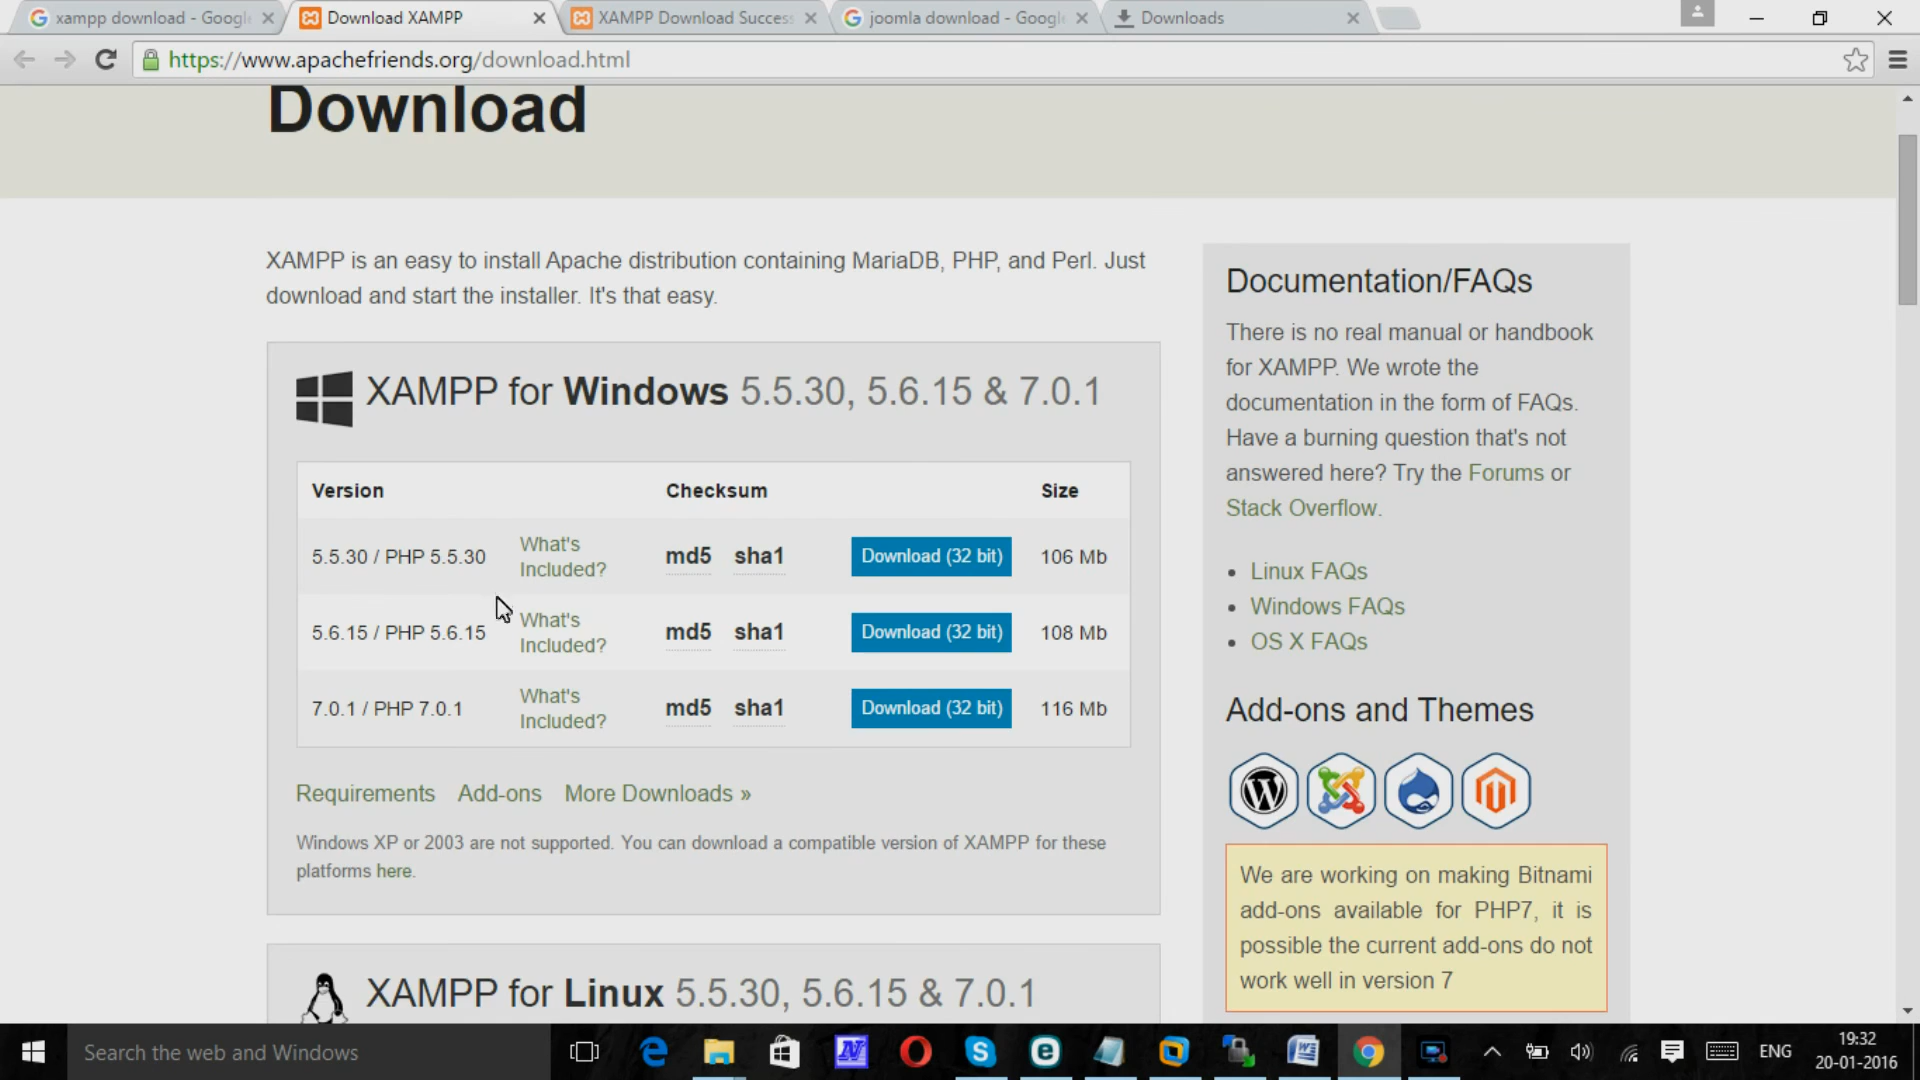 xampp download - Googl
Download XAMPP
XAMPP Download Success
joomla download - Googl
Downloads
https://www.apachefriends.org/download.html
Download
XAMPP is an easy to install Apache distribution containing MariaDB, PHP, and Perl. Just
download and start the installer. It's that easy.
XAMPP for Windows 5.5.30, 5.6.15 & 7.0.1
Version Checksum Size
5.5.30 / PHP 5.5.30 What's Included? md5 sha1 Download (32 bit) 106 Mb
5.6.15 / PHP 5.6.15 What's Included? md5 sha1 Download (32 bit) 108 Mb
7.0.1 / PHP 7.0.1 What's Included? md5 sha1 Download (32 bit) 116 Mb
Requirements Add-ons More Downloads »
Windows XP or 2003 are not supported. You can download a compatible version of XAMPP for these
platforms here.
XAMPP for Linux 5.5.30, 5.6.15 & 7.0.1
Documentation/FAQs
There is no real manual or handbook
for XAMPP. We wrote the
documentation in the form of FAQs.
Have a burning question that's not
answered here? Try the Forums or
Stack Overflow.
• Linux FAQs
• Windows FAQs
• OS X FAQs
Add-ons and Themes
We are working on making Bitnami
add-ons available for PHP7, it is
possible the current add-ons do not
work well in version 7
Search the web and Windows
ENG
19:32
20-01-2016